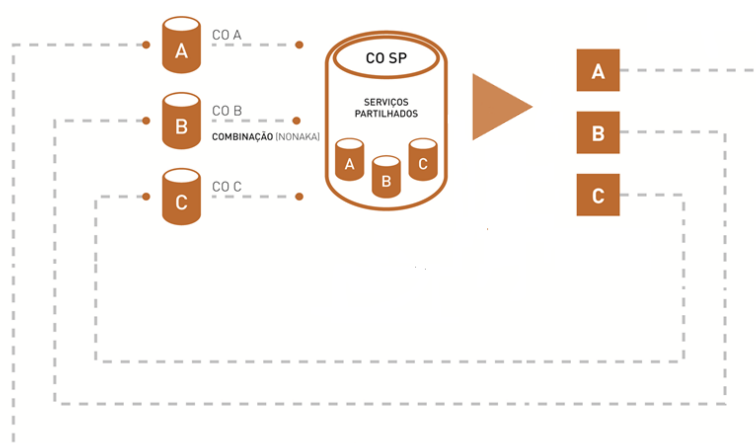 A
CO A
B
CO B
COMBINAÇÃO (NONAKA)
C
CO C
CO SP
SERVIÇOS
PARTILHADOS
A
B
C
A
B
C